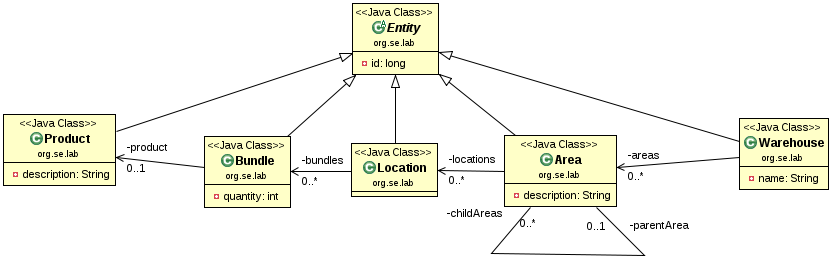 <<Java Class>>
Entity
org.se.lab
id: long
<<Java Class>>
Product
org.se.lab
description: String
-product
0..1
<<Java Class>>
Bundle
org.se.lab
quantity: int
-bundles
0..*
<<Java Class>>
Location
org.se.lab
-locations
0..*
<<Java Class>>
Area
org.se.lab
description: String
-areas
0..*
<<Java Class>>
Warehouse
org.se.lab
name: String
-childAreas
0..*
0..1
-parentArea